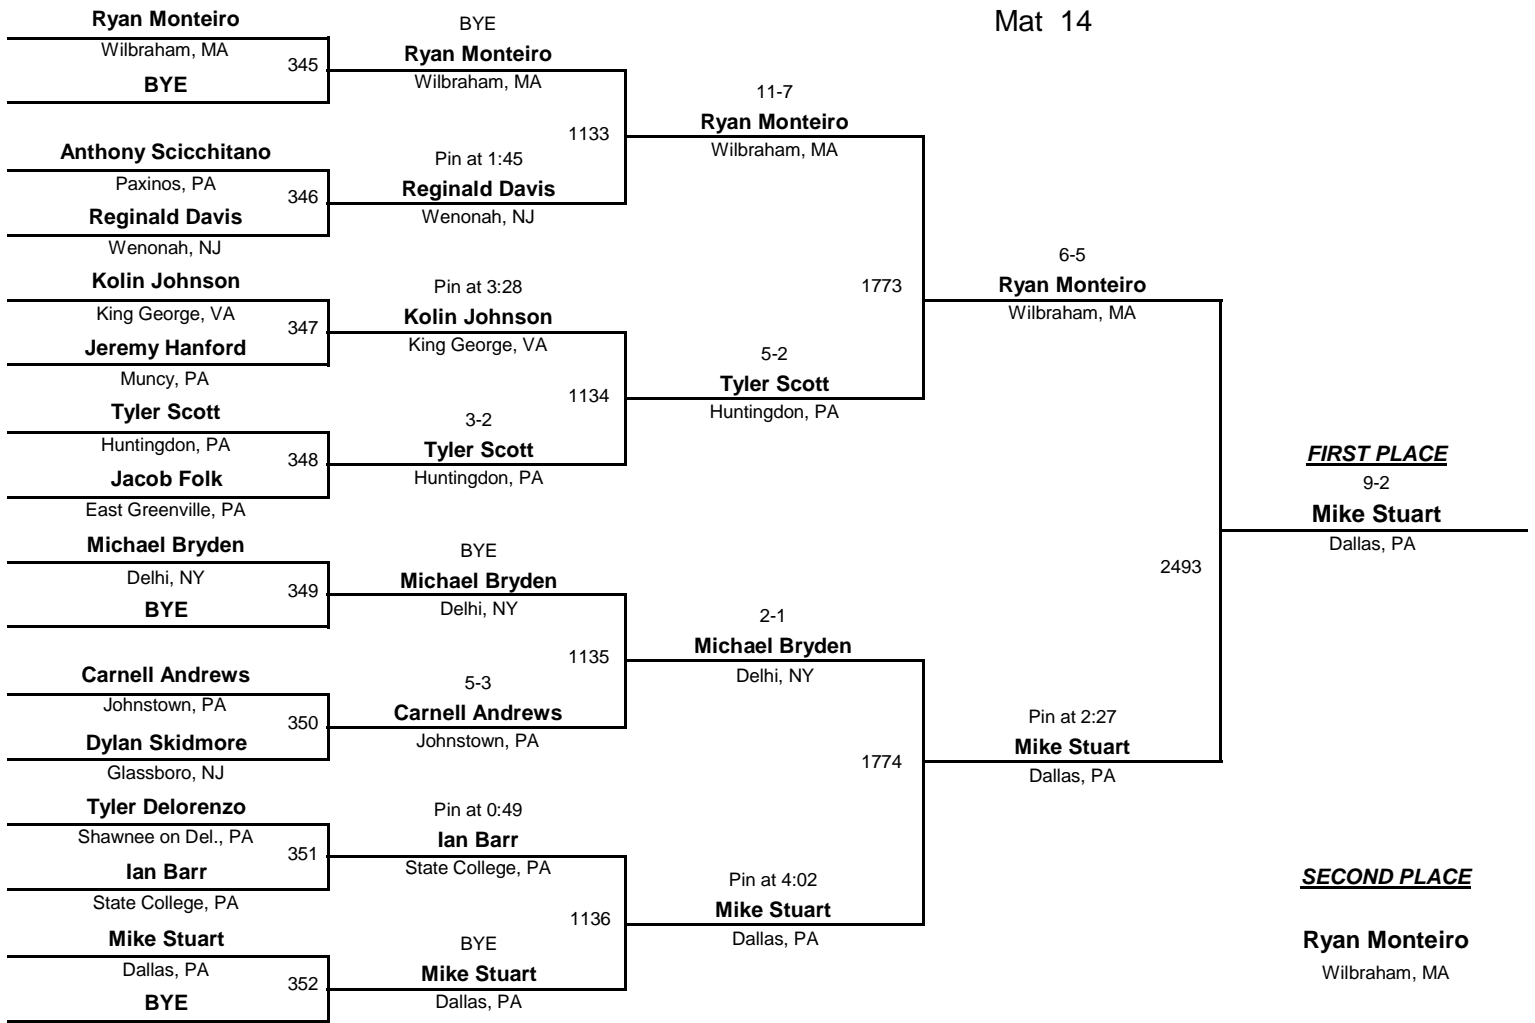 Mat 14
Ryan Monteiro
Wilbraham, MA
345
BYE
Anthony Scicchitano
Paxinos, PA
346
Reginald Davis
Wenonah, NJ
Kolin Johnson
King George, VA
347
Jeremy Hanford
Muncy, PA
Tyler Scott
Huntingdon, PA
348
Jacob Folk
East Greenville, PA
Michael Bryden
Delhi, NY
349
BYE
Carnell Andrews
Johnstown, PA
350
Dylan Skidmore
Glassboro, NJ
Tyler Delorenzo
Shawnee on Del., PA
351
Ian Barr
State College, PA
Mike Stuart
Dallas, PA
352
BYE
BYE
Ryan Monteiro
Wilbraham, MA
1133
Pin at 1:45
Reginald Davis
Wenonah, NJ
Pin at 3:28
Kolin Johnson
King George, VA
1134
3-2
Tyler Scott
Huntingdon, PA
BYE
Michael Bryden
Delhi, NY
1135
5-3
Carnell Andrews
Johnstown, PA
Pin at 0:49
Ian Barr
State College, PA
1136
BYE
Mike Stuart
Dallas, PA
11-7
Ryan Monteiro
Wilbraham, MA
1773
5-2
Tyler Scott
Huntingdon, PA
2-1
Michael Bryden
Delhi, NY
1774
Pin at 4:02
Mike Stuart
Dallas, PA
6-5
Ryan Monteiro
Wilbraham, MA
2493
Pin at 2:27
Mike Stuart
Dallas, PA
FIRST PLACE
9-2
Mike Stuart
Dallas, PA
SECOND PLACE
Ryan Monteiro
Wilbraham, MA